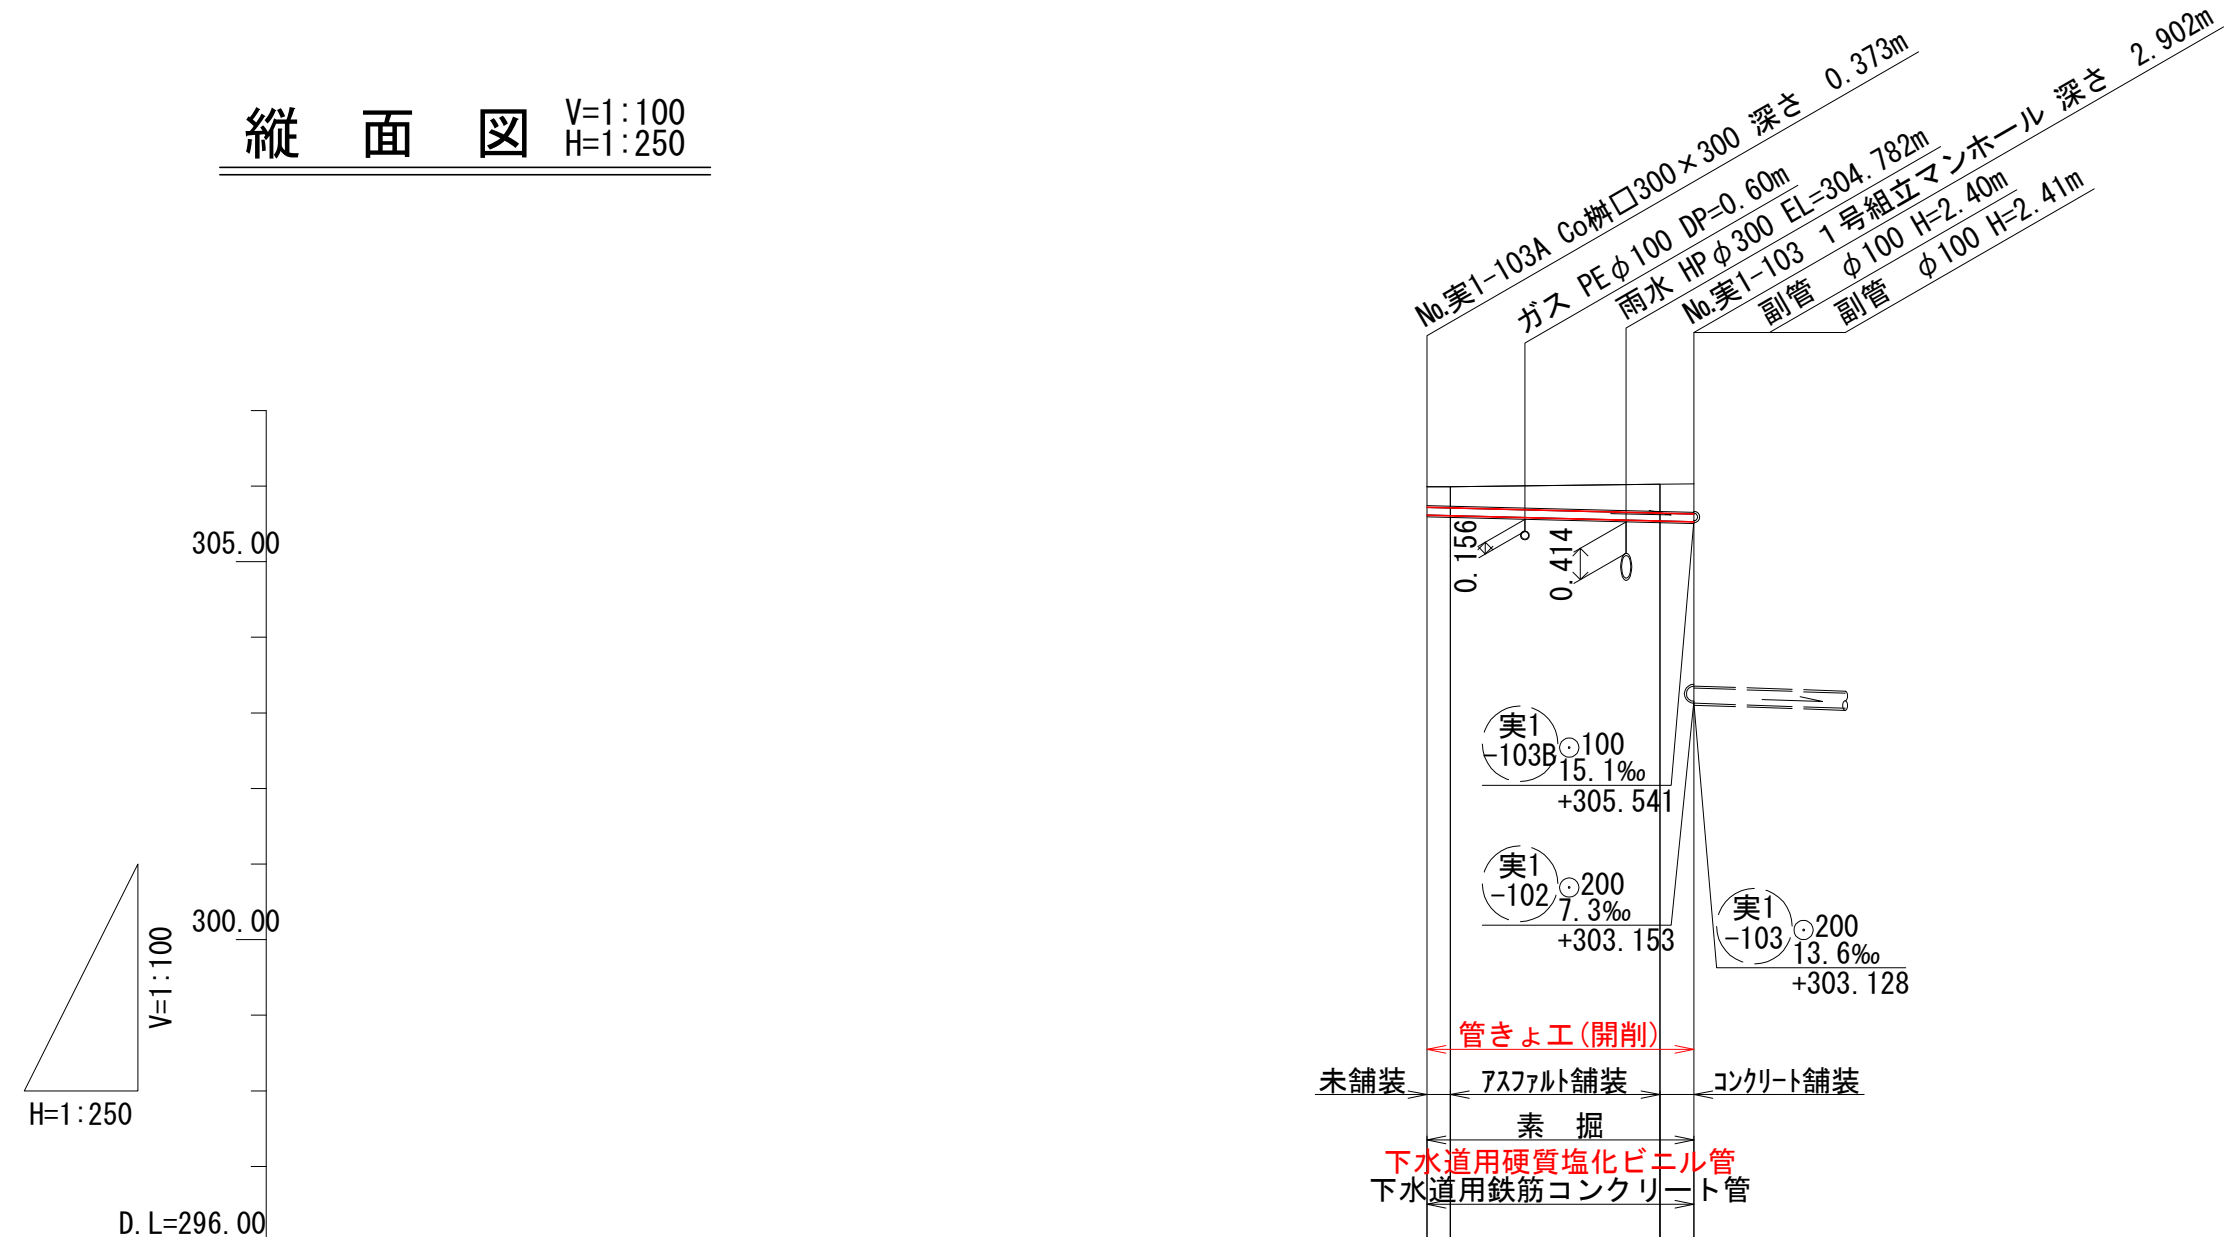 縦 面 図
V=1:100
H=1:250
No.実1-103A Co桝□300×300 深さ 0.373m
ガス PEφ100 DP=0.60m
雨水 HPφ300 EL=304.782m
No.実1-103 1号組立マンホール 深さ 2.902m
副管 φ100 H=2.40m
副管 φ100 H=2.41m
305.00
0.156
0.414
実1
-103B
100
15.1‰
+305.541
実1
-102
200
7.3‰
+303.153
実1
-103
200
13.6‰
+303.128
300.00
V=1:100
H=1:250
管きょ工(開削)
未舗装
アスファルト舗装
コンクリート舗装
素 掘
下水道用硬質塩化ビニル管
下水道用鉄筋コンクリート管
D.L=296.00